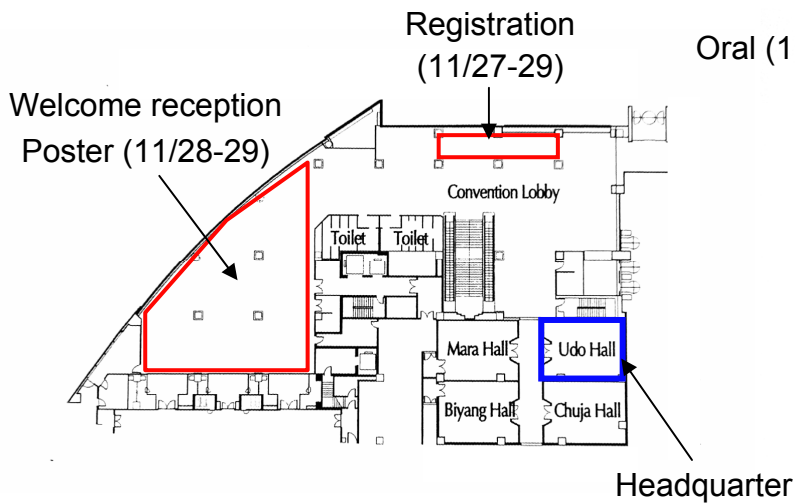 Registration
(11/27-29)
Oral (1
Welcome reception
Poster (11/28-29)
Convention Lobby
Toilet
Toilet
Mara Hall
Udo Hall
Biyang Hall
Chuja Hall
Headquarter